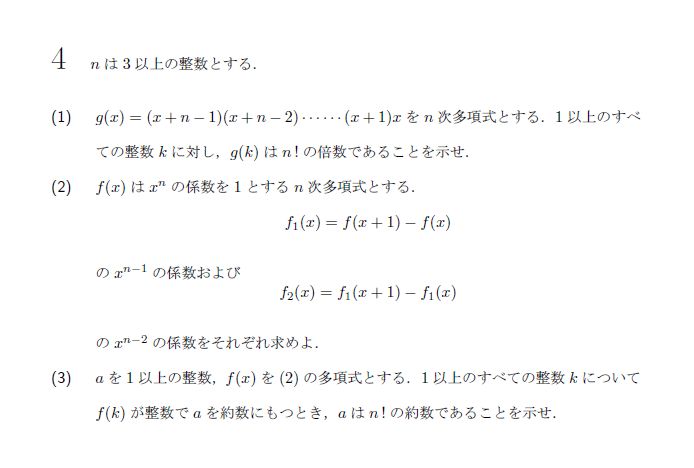 4 n は 3 以上の整数とする．
(1) g(x) = (x + n − 1)(x + n − 2) ⋯⋯ (x + 1)x を n 次多項式とする．1 以上のすべ
ての整数 k に対し，g(k) は n! の倍数であることを示せ．
(2) f(x) は xⁿ の係数を 1 とする n 次多項式とする．
f₁(x) = f(x + 1) − f(x)
の xⁿ⁻¹ の係数および
f₂(x) = f₁(x + 1) − f₁(x)
の xⁿ⁻² の係数をそれぞれ求めよ．
(3) a を 1 以上の整数，f(x) を (2) の多項式とする．1 以上のすべての整数 k について
f(k) が整数で a を約数にもつとき，a は n! の約数であることを示せ．